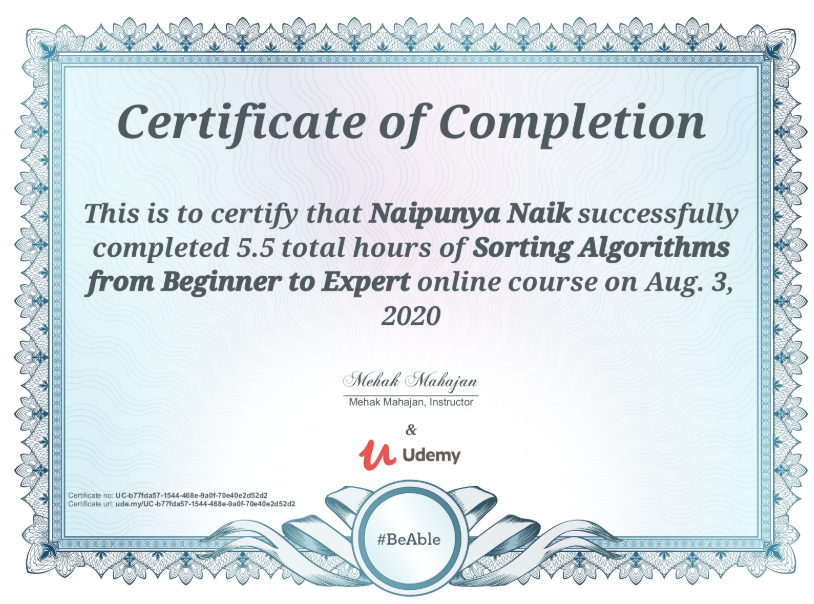 Certificate of Completion
This is to certify that Naipunya Naik successfully
completed 5.5 total hours of Sorting Algorithms
from Beginner to Expert online course on Aug. 3,
2020
Mehak Mahajan
Mehak Mahajan, Instructor
&
Udemy
Certificate no: UC-b77fda57-1544-468e-9a0f-70e40e2d52d2
Certificate url: ude.my/UC-b77fda57-1544-468e-9a0f-70e40e2d52d2
#BeAble